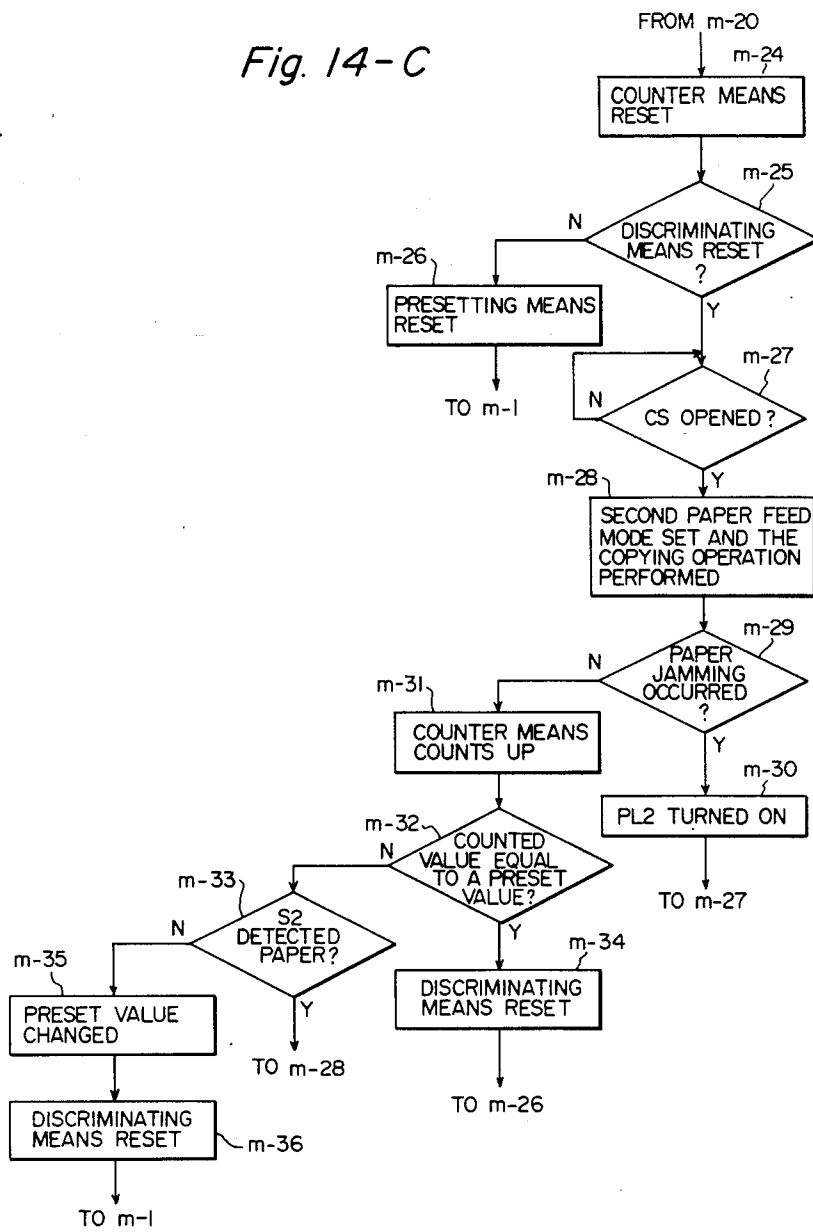 Fig. 14-C
FROM m-20
m-24
COUNTER MEANS
RESET
m-25
N
DISCRIMINATING
MEANS RESET
?
Y
m-26
PRESETTING MEANS
RESET
TO m-1
m-27
N
CS OPENED?
Y
m-28
SECOND PAPER FEED
MODE SET AND THE
COPYING OPERATION
PERFORMED
m-29
N
PAPER
JAMMING
OCCURRED
?
Y
m-31
COUNTER MEANS
COUNTS UP
m-30
PL2 TURNED ON
TO m-27
m-32
N
COUNTED
VALUE EQUAL
TO A PRESET
VALUE?
Y
m-33
N
S2
DETECTED
PAPER?
Y
TO m-28
m-34
DISCRIMINATING
MEANS RESET
TO m-26
m-35
PRESET VALUE
CHANGED
DISCRIMINATING
MEANS RESET
m-36
TO m-1